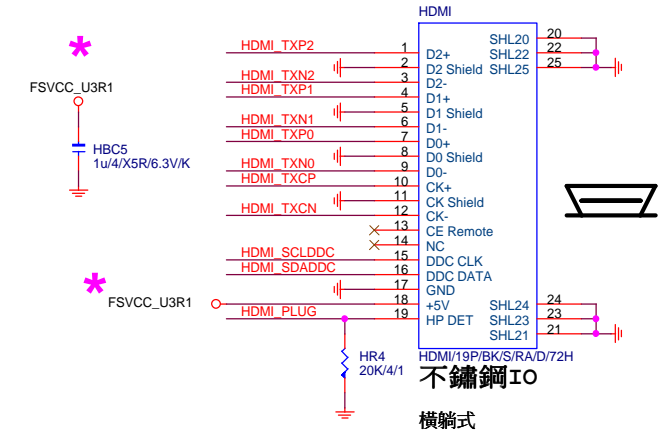 HDMI
HDMI_TXP2 1 D2+ SHL20 20
2 D2 Shield SHL22 22
HDMI_TXN2 3 D2- SHL25 25
HDMI_TXP1 4 D1+
5 D1 Shield
HDMI_TXN1 6 D1-
HDMI_TXP0 7 D0+
8 D0 Shield
HDMI_TXN0 9 D0-
HDMI_TXCP 10 CK+
11 CK Shield
HDMI_TXCN 12 CK-
13 CE Remote
14 NC
HDMI_SCLDDC 15 DDC CLK
HDMI_SDADDC 16 DDC DATA
17 GND
FSVCC_U3R1 18 +5V SHL24 24
HDMI_PLUG 19 HP DET SHL23 23
SHL21 21
*
FSVCC_U3R1
HBC5
1u/4/X5R/6.3V/K
*
HR4
20K/4/1
HDMI/19P/BK/S/RA/D/72H
不鏽鋼IO
橫躺式